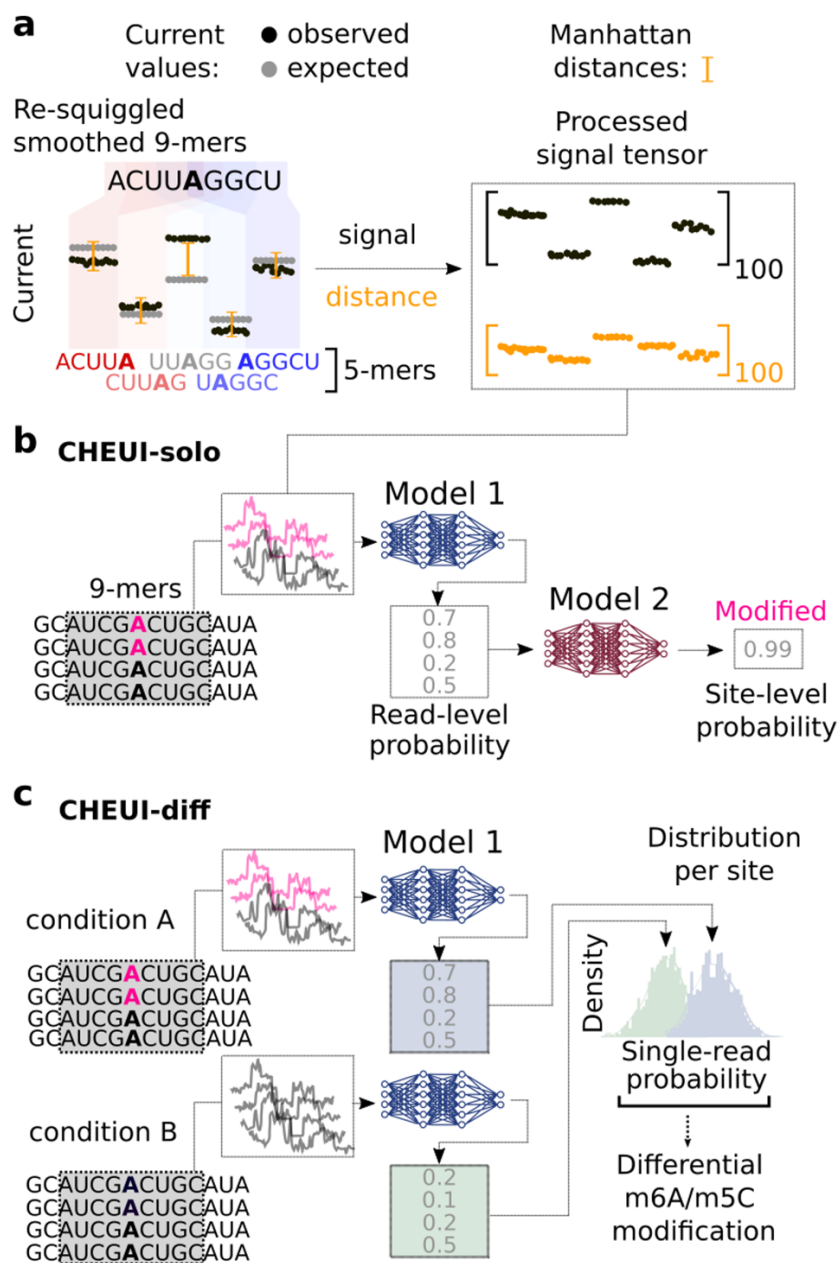 a
Current values:
observed
expected
Manhattan distances:
Re-squiggled
smoothed 9-mers
ACUUAGGCU
Current
ACUUA UUAGG AGGCU
CUUAG UAGGC
5-mers
signal
distance
Processed
signal tensor
100
100
b
CHEUI-solo
9-mers
GCAUCGACUGCAUA
GCAUCGACUGCAUA
GCAUCGACUGCAUA
GCAUCGACUGCAUA
Model 1
0.7
0.8
0.2
0.5
Read-level
probability
Model 2
Modified
0.99
Site-level
probability
c
CHEUI-diff
condition A
GCAUCGACUGCAUA
GCAUCGACUGCAUA
GCAUCGACUGCAUA
GCAUCGACUGCAUA
Model 1
0.7
0.8
0.2
0.5
condition B
GCAUCGACUGCAUA
GCAUCGACUGCAUA
GCAUCGACUGCAUA
GCAUCGACUGCAUA
0.2
0.1
0.2
0.5
Distribution
per site
Density
Single-read
probability
Differential
m6A/m5C
modification